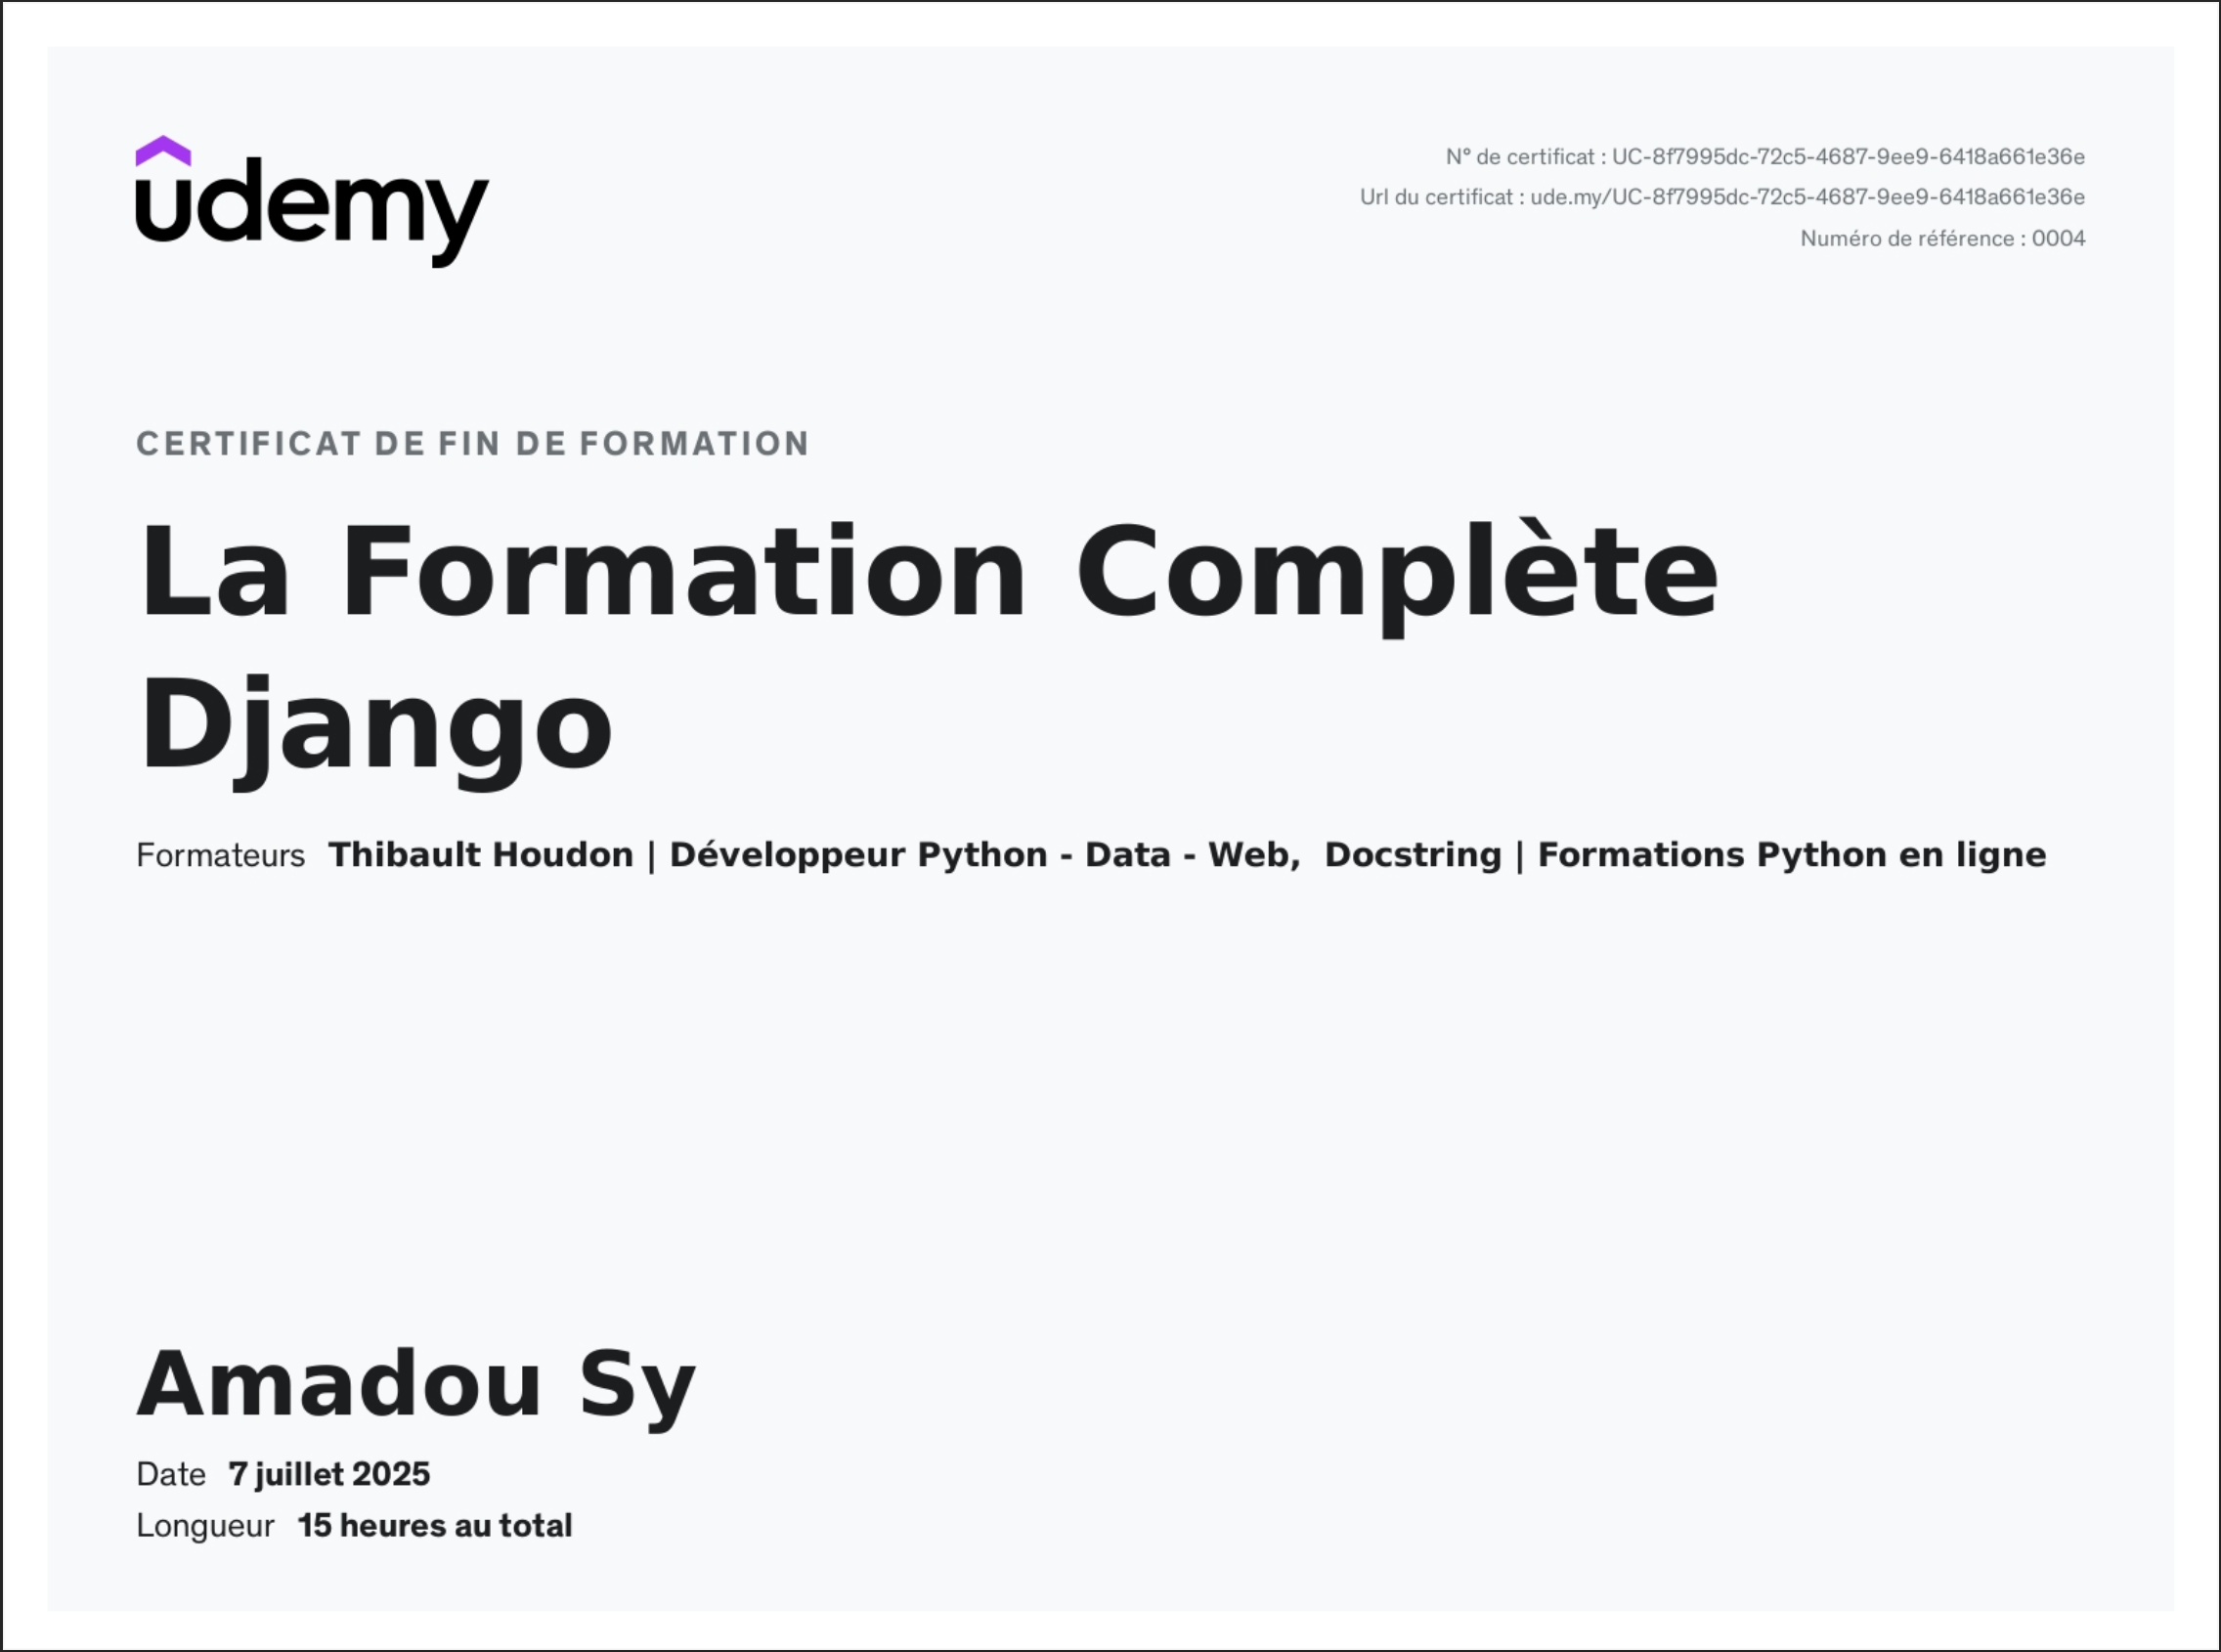 udemy
N° de certificat : UC-8f7995dc-72c5-4687-9ee9-6418a661e36e
Url du certificat : ude.my/UC-8f7995dc-72c5-4687-9ee9-6418a661e36e
Numéro de référence : 0004
CERTIFICAT DE FIN DE FORMATION
La Formation Complète
Django
Formateurs Thibault Houdon | Développeur Python - Data - Web, Docstring | Formations Python en ligne
Amadou Sy
Date 7 juillet 2025
Longueur 15 heures au total